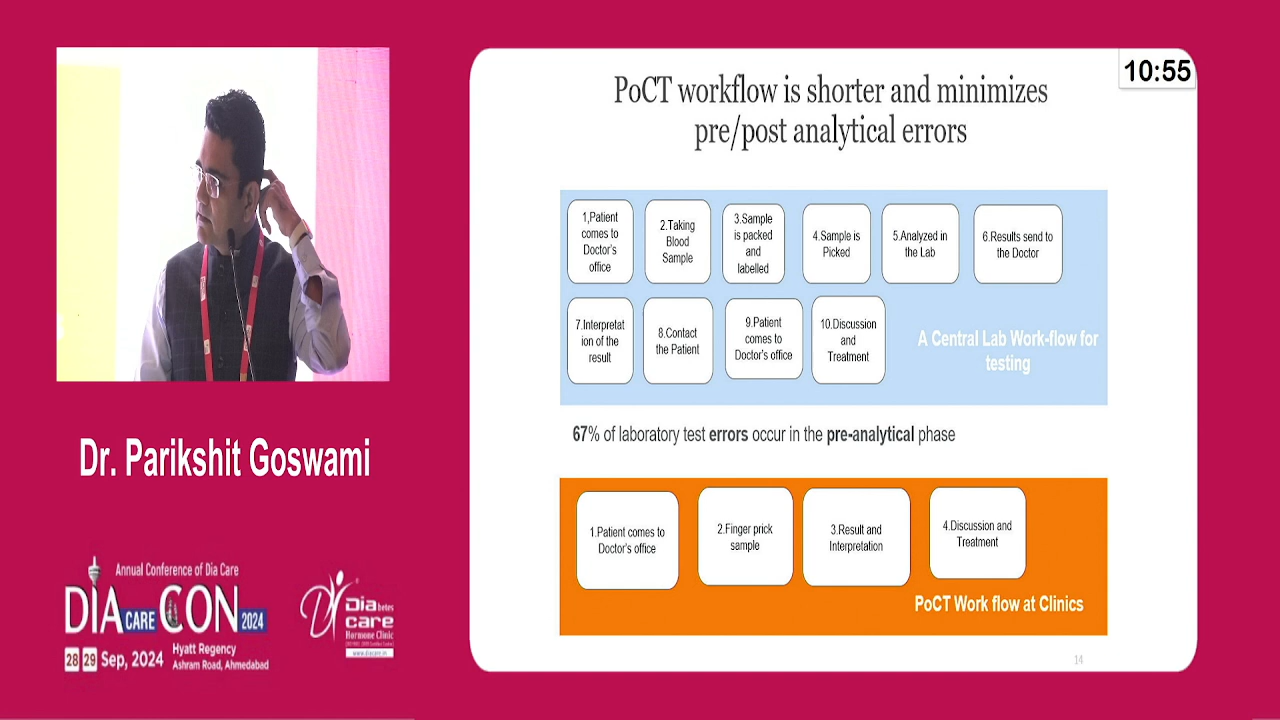 10:55
PoCT workflow is shorter and minimizes
pre/post analytical errors
1,Patient
comes to
Doctor's
office
2.Taking
Blood
Sample
3.Sample
is packed
and
labelled
4.Sample is
Picked
5.Analyzed in
the Lab
6.Results send to
the Doctor
7.Interpretat
ion of the
result
8.Contact
the Patient
9.Patient
comes to
Doctor's office
10.Discussion
and
Treatment
A Central Lab Work-flow for
testing
67% of laboratory test errors occur in the pre-analytical phase
1.Patient comes to
Doctor's office
2.Finger prick
sample
3.Result and
Interpretation
4.Discussion and
Treatment
PoCT Work flow at Clinics
14
Dr. Parikshit Goswami
Annual Conference of Dia Care
DIA CARE CON 2024
28 29 Sep, 2024
Hyatt Regency
Ashram Road, Ahmedabad
Diabetes
care
Hormone Clinic
www.diacare.in